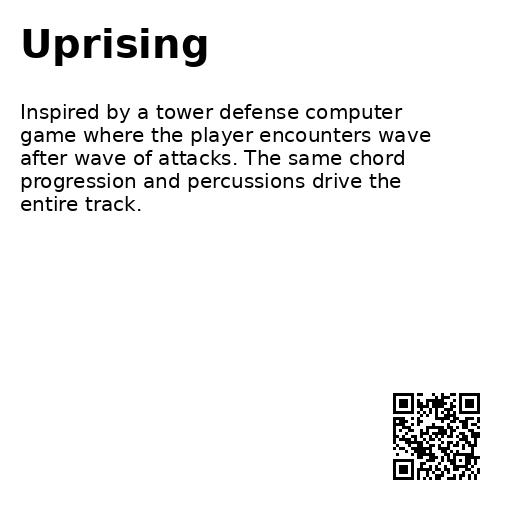 Uprising
Inspired by a tower defense computer
game where the player encounters wave
after wave of attacks. The same chord
progression and percussions drive the
entire track.